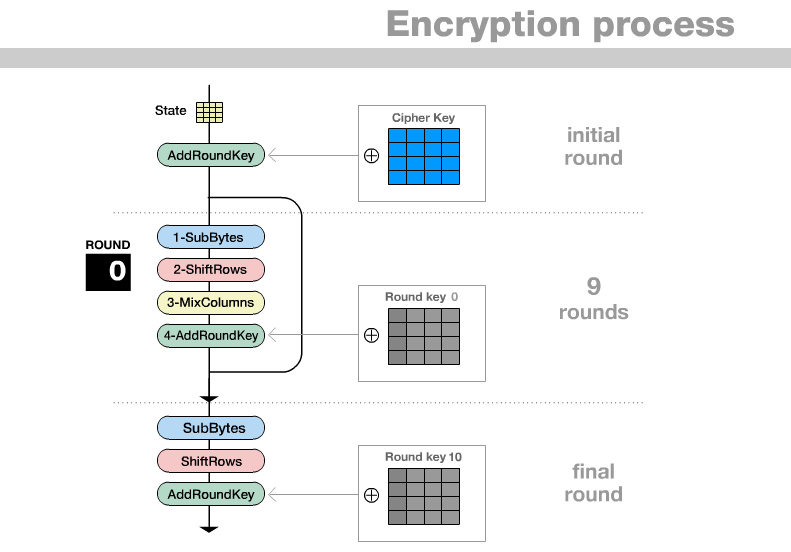 Encryption process
State
Cipher Key
initial
round
AddRoundKey
ROUND
0
1-SubBytes
2-ShiftRows
3-MixColumns
4-AddRoundKey
Round key 0
9
rounds
SubBytes
ShiftRows
AddRoundKey
Round key 10
final
round